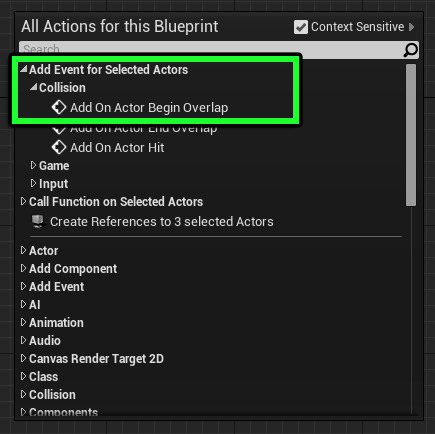 All Actions for this Blueprint
Context Sensitive
Search
Add Event for Selected Actors
Collision
Add On Actor Begin Overlap
Add On Actor End Overlap
Add On Actor Hit
Game
Input
Call Function on Selected Actors
Create References to 3 selected Actors
Actor
Add Component
Add Event
AI
Animation
Audio
Canvas Render Target 2D
Class
Collision
Components